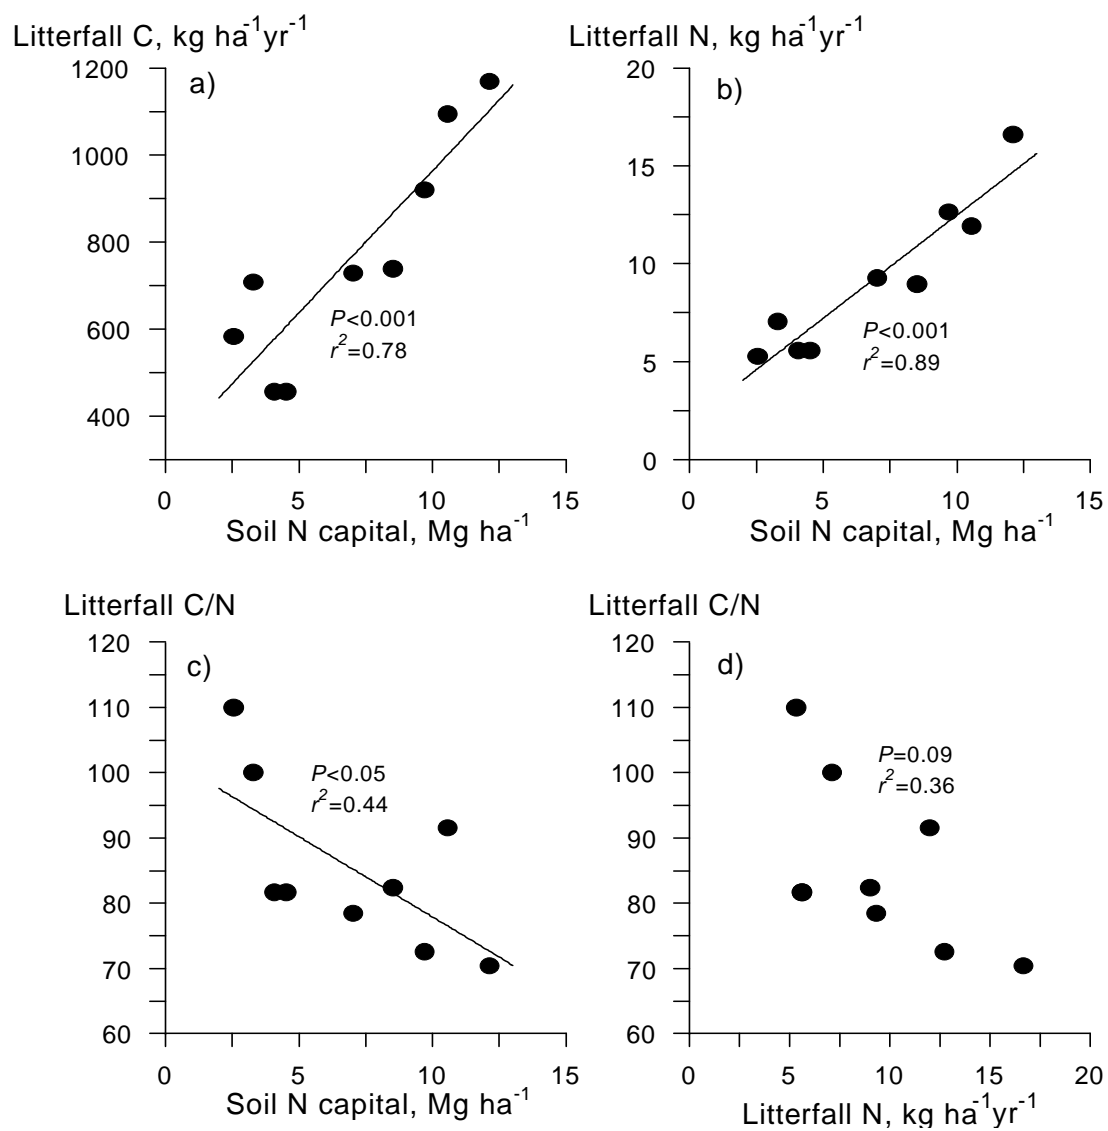 Litterfall C, kg ha⁻¹yr⁻¹
a)
1200
1000
800
600
400
P<0.001
r²=0.78
0 5 10 15
Soil N capital, Mg ha⁻¹
Litterfall N, kg ha⁻¹yr⁻¹
b)
20
15
10
5
0
P<0.001
r²=0.89
0 5 10 15
Soil N capital, Mg ha⁻¹
Litterfall C/N
c)
120
110
100
90
80
70
60
P<0.05
r²=0.44
0 5 10 15
Soil N capital, Mg ha⁻¹
Litterfall C/N
d)
120
110
100
90
80
70
60
P=0.09
r²=0.36
0 5 10 15 20
Litterfall N, kg ha⁻¹yr⁻¹